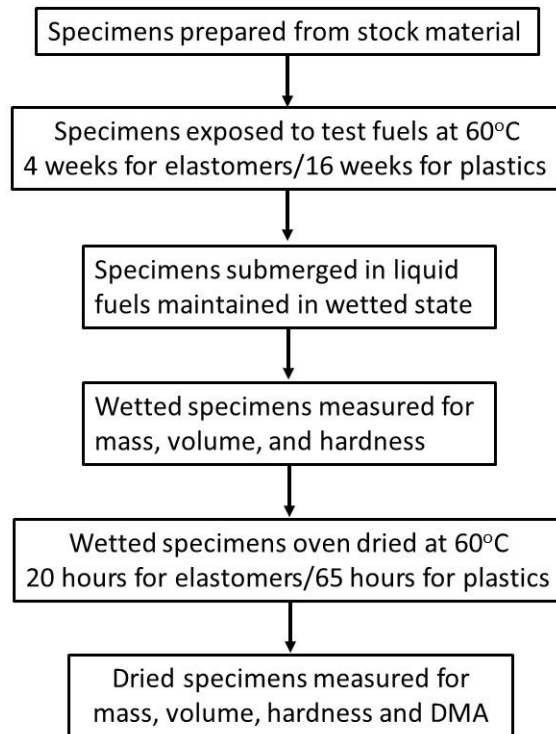 Specimens prepared from stock material
Specimens exposed to test fuels at 60°C
4 weeks for elastomers/16 weeks for plastics
Specimens submerged in liquid
fuels maintained in wetted state
Wetted specimens measured for
mass, volume, and hardness
Wetted specimens oven dried at 60°C
20 hours for elastomers/65 hours for plastics
Dried specimens measured for
mass, volume, hardness and DMA